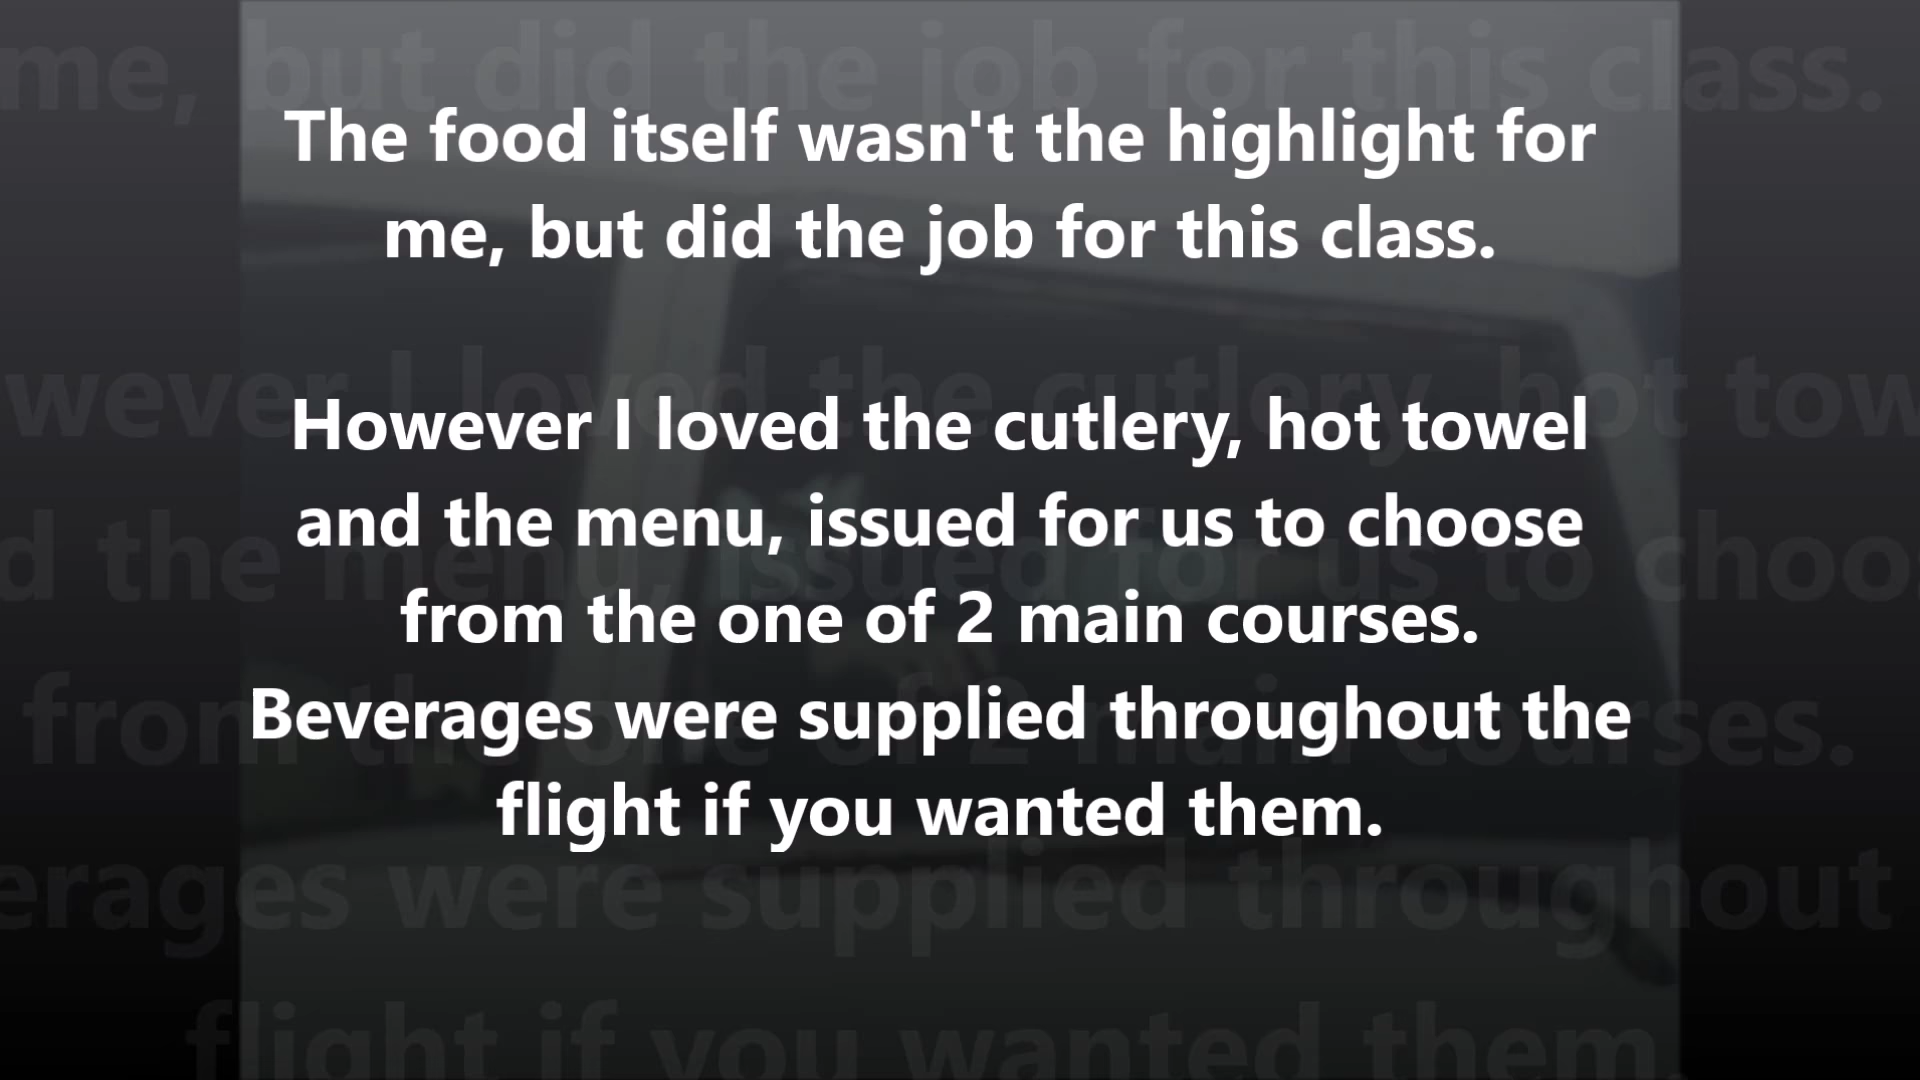 The food itself wasn't the highlight for
me, but did the job for this class.
However I loved the cutlery, hot towel
and the menu, issued for us to choose
from the one of 2 main courses.
Beverages were supplied throughout the
flight if you wanted them.